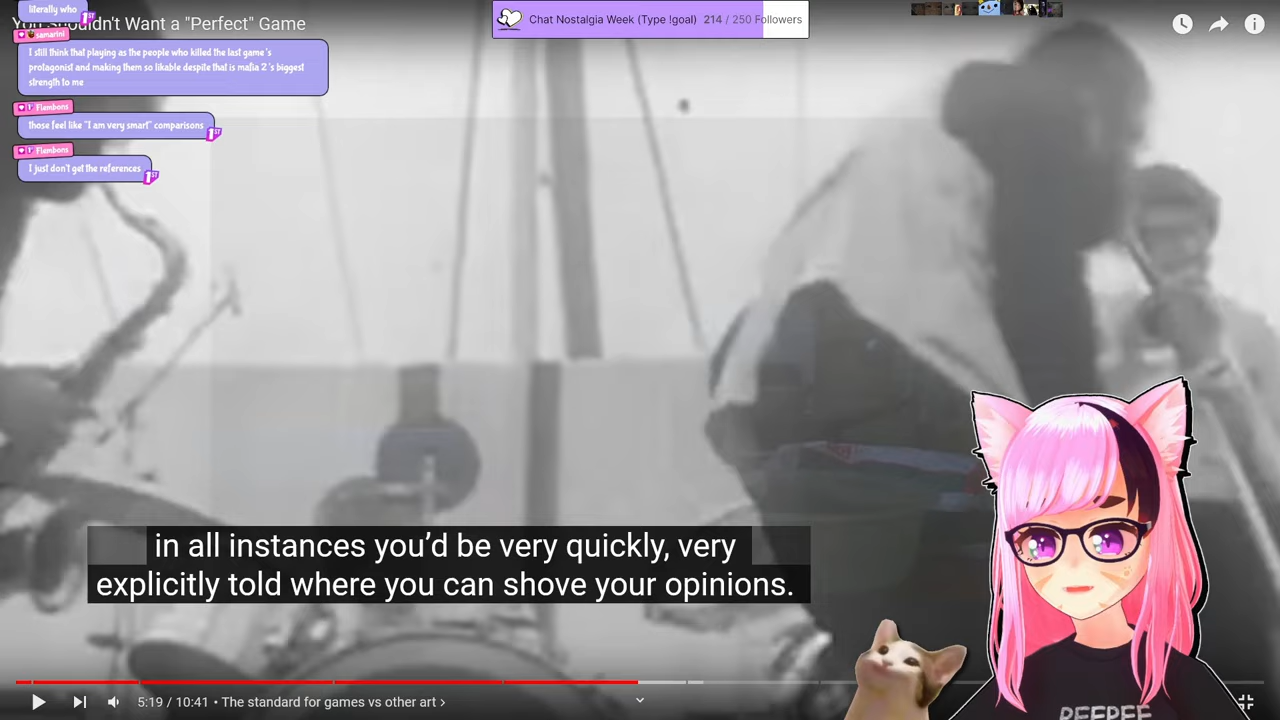 literally who
1ST
You Shouldn't Want a "Perfect" Game
Chat Nostalgia Week (Type !goal) 214 / 250 Followers
samarini
I still think that playing as the people who killed the last game's
protagonist and making them so likable despite that is mafia 2's biggest
strength to me
Flembons
those feel like "I am very smart" comparisons
1ST
Flembons
I just don't get the references
1ST
in all instances you’d be very quickly, very
explicitly told where you can shove your opinions.
5:19 / 10:41 • The standard for games vs other art ›